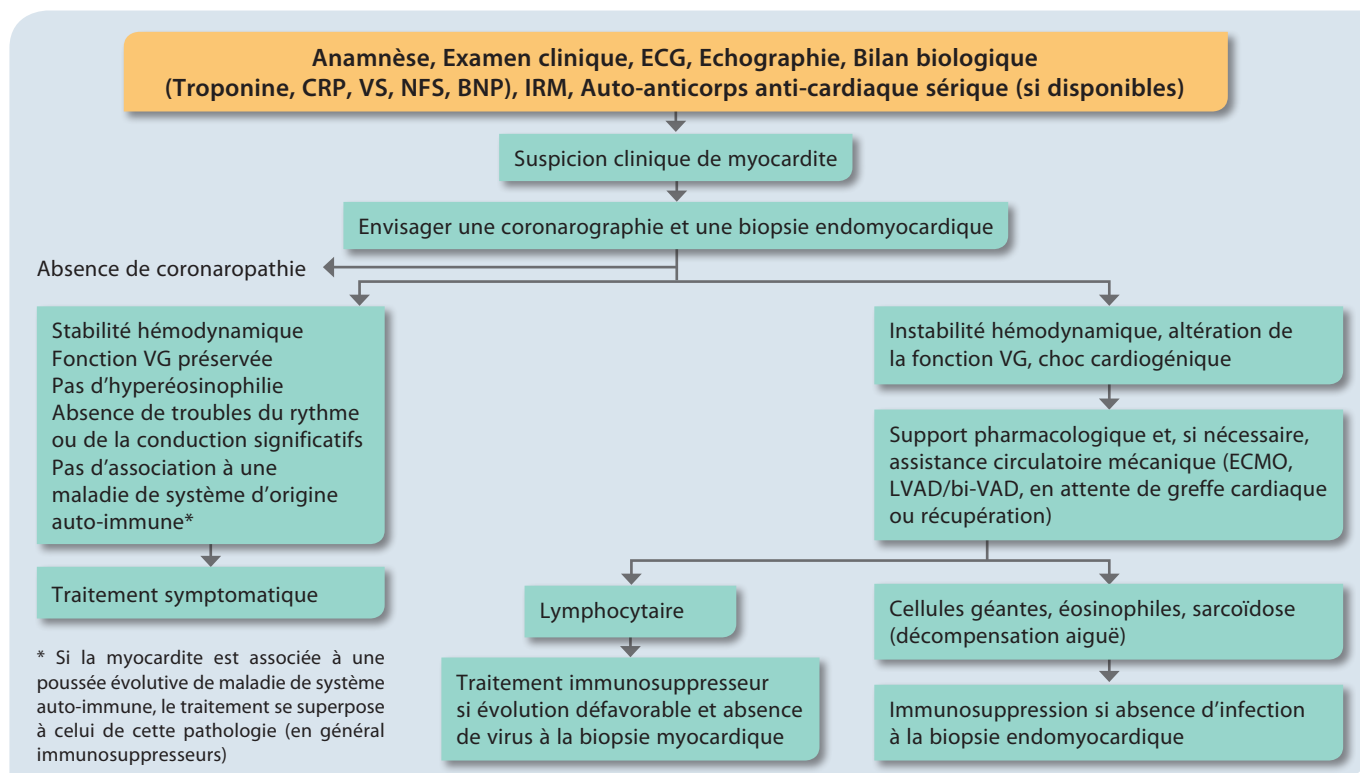 Anamnèse, Examen clinique, ECG, Echographie, Bilan biologique
(Troponine, CRP, VS, NFS, BNP), IRM, Auto-anticorps anti-cardiaque sérique (si disponibles)
Suspicion clinique de myocardite
Envisager une coronarographie et une biopsie endomyocardique
Absence de coronaropathie
Stabilité hémodynamique
Fonction VG préservée
Pas d’hyperéosinophilie
Absence de troubles du rythme
ou de la conduction significatifs
Pas d’association à une
maladie de système d’origine
auto-immune*
Traitement symptomatique
* Si la myocardite est associée à une
poussée évolutive de maladie de système
auto-immune, le traitement se superpose
à celui de cette pathologie (en général
immunosuppresseurs)
Instabilité hémodynamique, altération de
la fonction VG, choc cardiogénique
Support pharmacologique et, si nécessaire,
assistance circulatoire mécanique (ECMO,
LVAD/bi-VAD, en attente de greffe cardiaque
ou récupération)
Lymphocytaire
Traitement immunosuppresseur
si évolution défavorable et absence
de virus à la biopsie myocardique
Cellules géantes, éosinophiles, sarcoïdose
(décompensation aiguë)
Immunosuppression si absence d’infection
à la biopsie endomyocardique